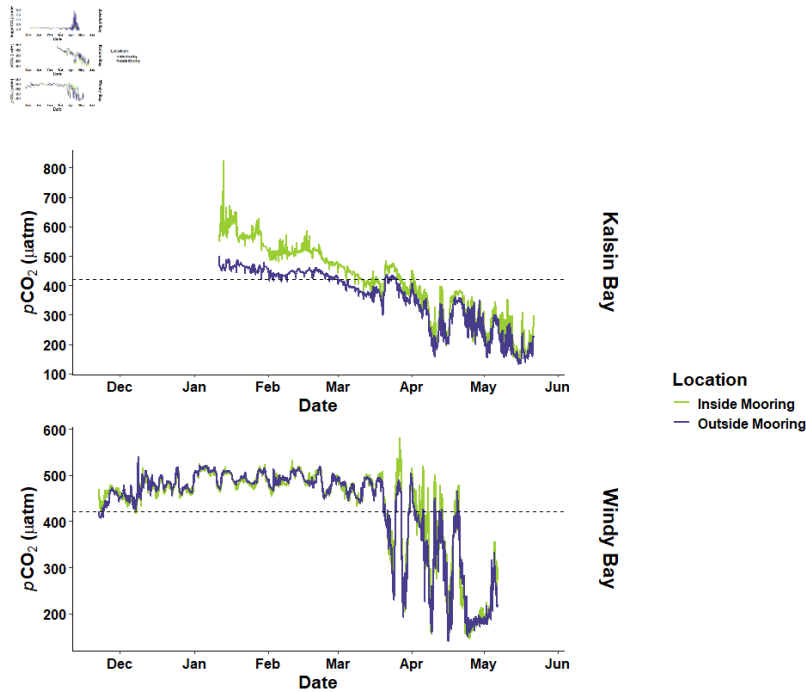 800
700
600
500
400
300
200
100
pCO₂ (µatm)
Kalsin Bay
Dec Jan Feb Mar Apr May Jun
Date
Location
Inside Mooring
Outside Mooring
600
500
400
300
200
pCO₂ (µatm)
Windy Bay
Dec Jan Feb Mar Apr May Jun
Date